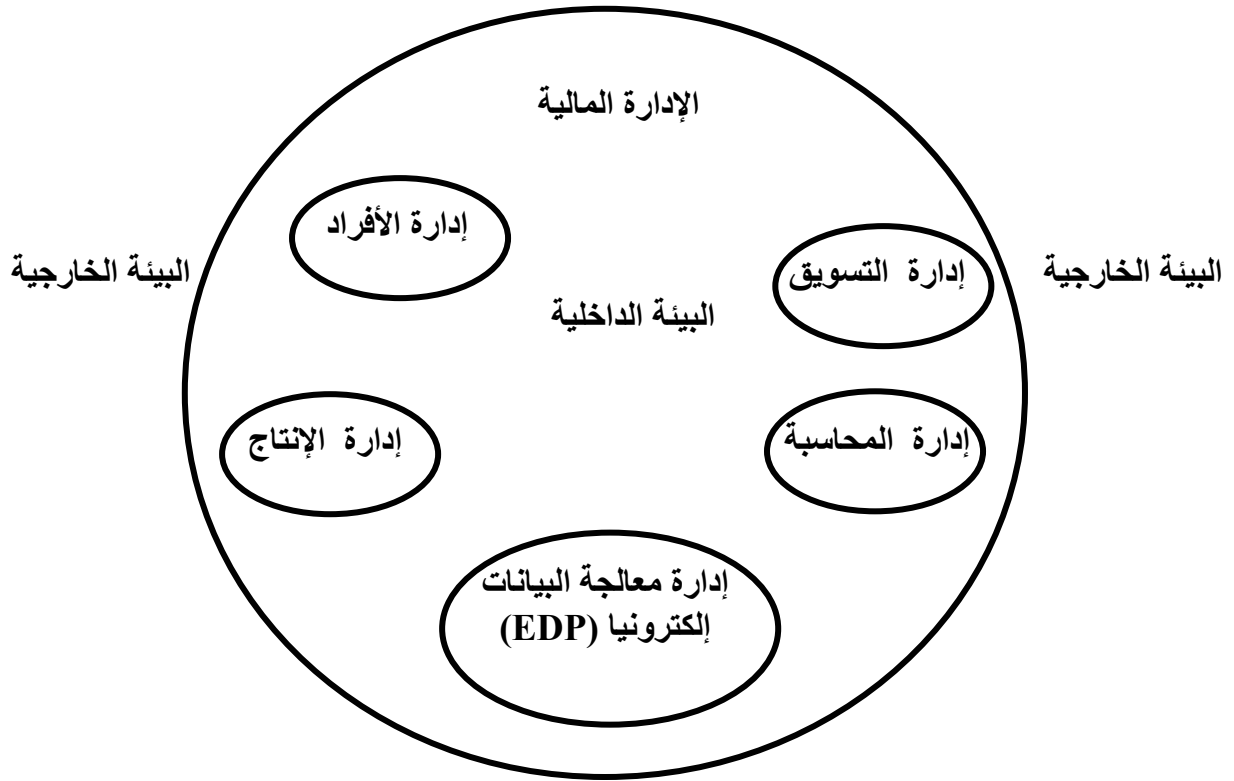 الإدارة المالية
إدارة الأفراد
البيئة الخارجية
إدارة التسويق
البيئة الخارجية
البيئة الداخلية
إدارة المحاسبة
إدارة الإنتاج
إدارة معالجة البيانات
إلكترونيا (EDP)